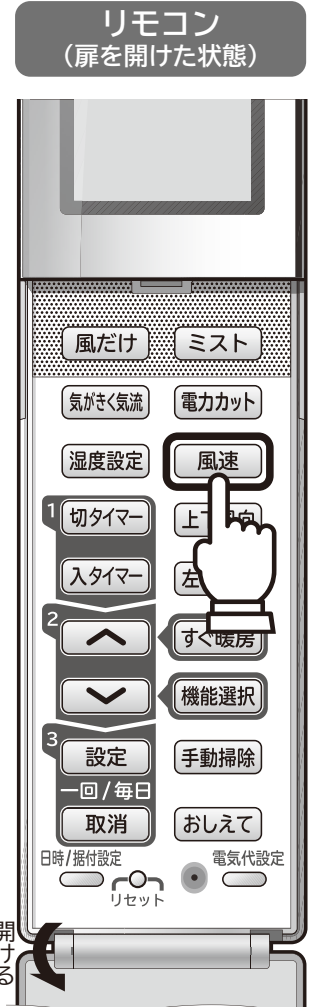 リモコン
（扉を開けた状態）
風だけ
ミスト
気がきく気流
電力カット
湿度設定
風速
1
切タイマー
入タイマー
2
すぐ暖房
機能選択
3
設定
手動掃除
一回/毎日
取消
おしえて
日時/据付設定
リセット
電気代設定
開ける